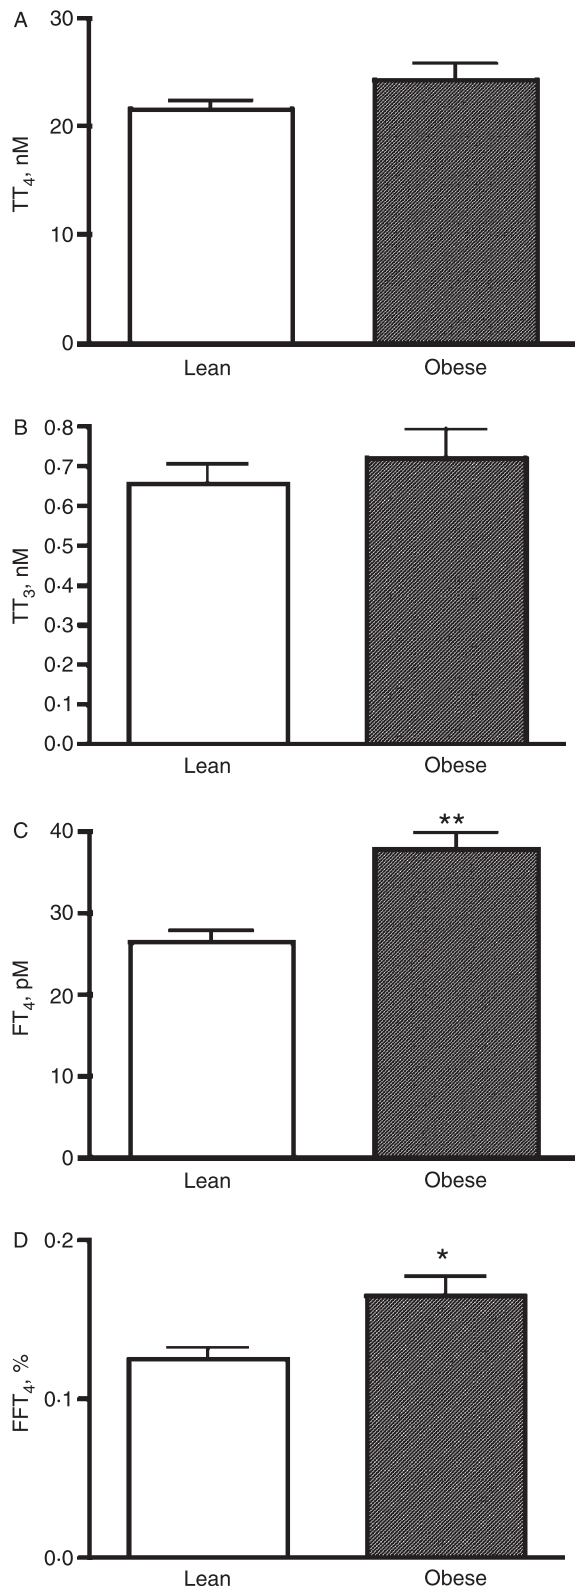 A
30
20
10
0
TT4, nM
Lean Obese
B
0·8
0·7
0·6
0·5
0·4
0·3
0·2
0·1
0·0
TT3, nM
Lean Obese
C
40
30
20
10
0
FT4, pM
**
Lean Obese
D
0·2
0·1
0·0
FFT4, %
*
Lean Obese